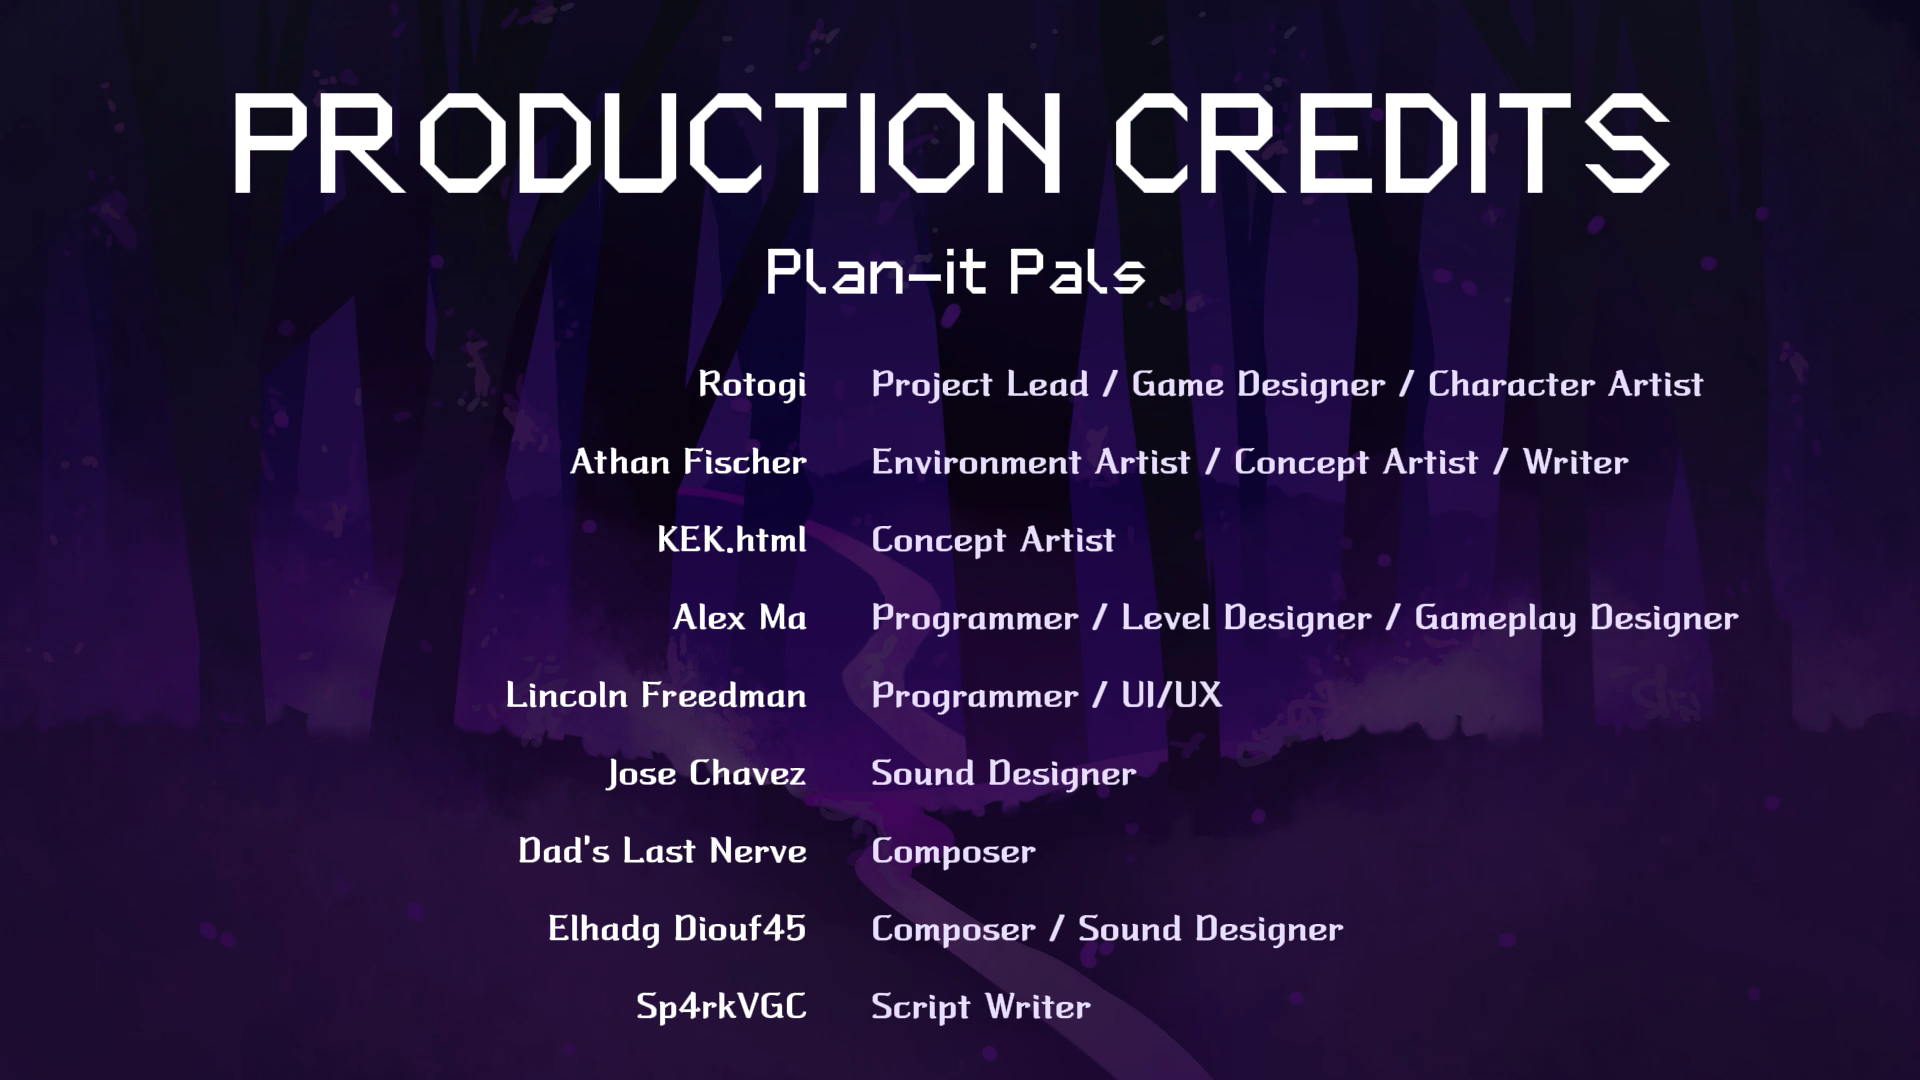 PRODUCTION CREDITS
Plan-it Pals
Rotogi Project Lead / Game Designer / Character Artist
Athan Fischer Environment Artist / Concept Artist / Writer
KEK.html Concept Artist
Alex Ma Programmer / Level Designer / Gameplay Designer
Lincoln Freedman Programmer / UI/UX
Jose Chavez Sound Designer
Dad's Last Nerve Composer
Elhadg Diouf45 Composer / Sound Designer
Sp4rkVGC Script Writer